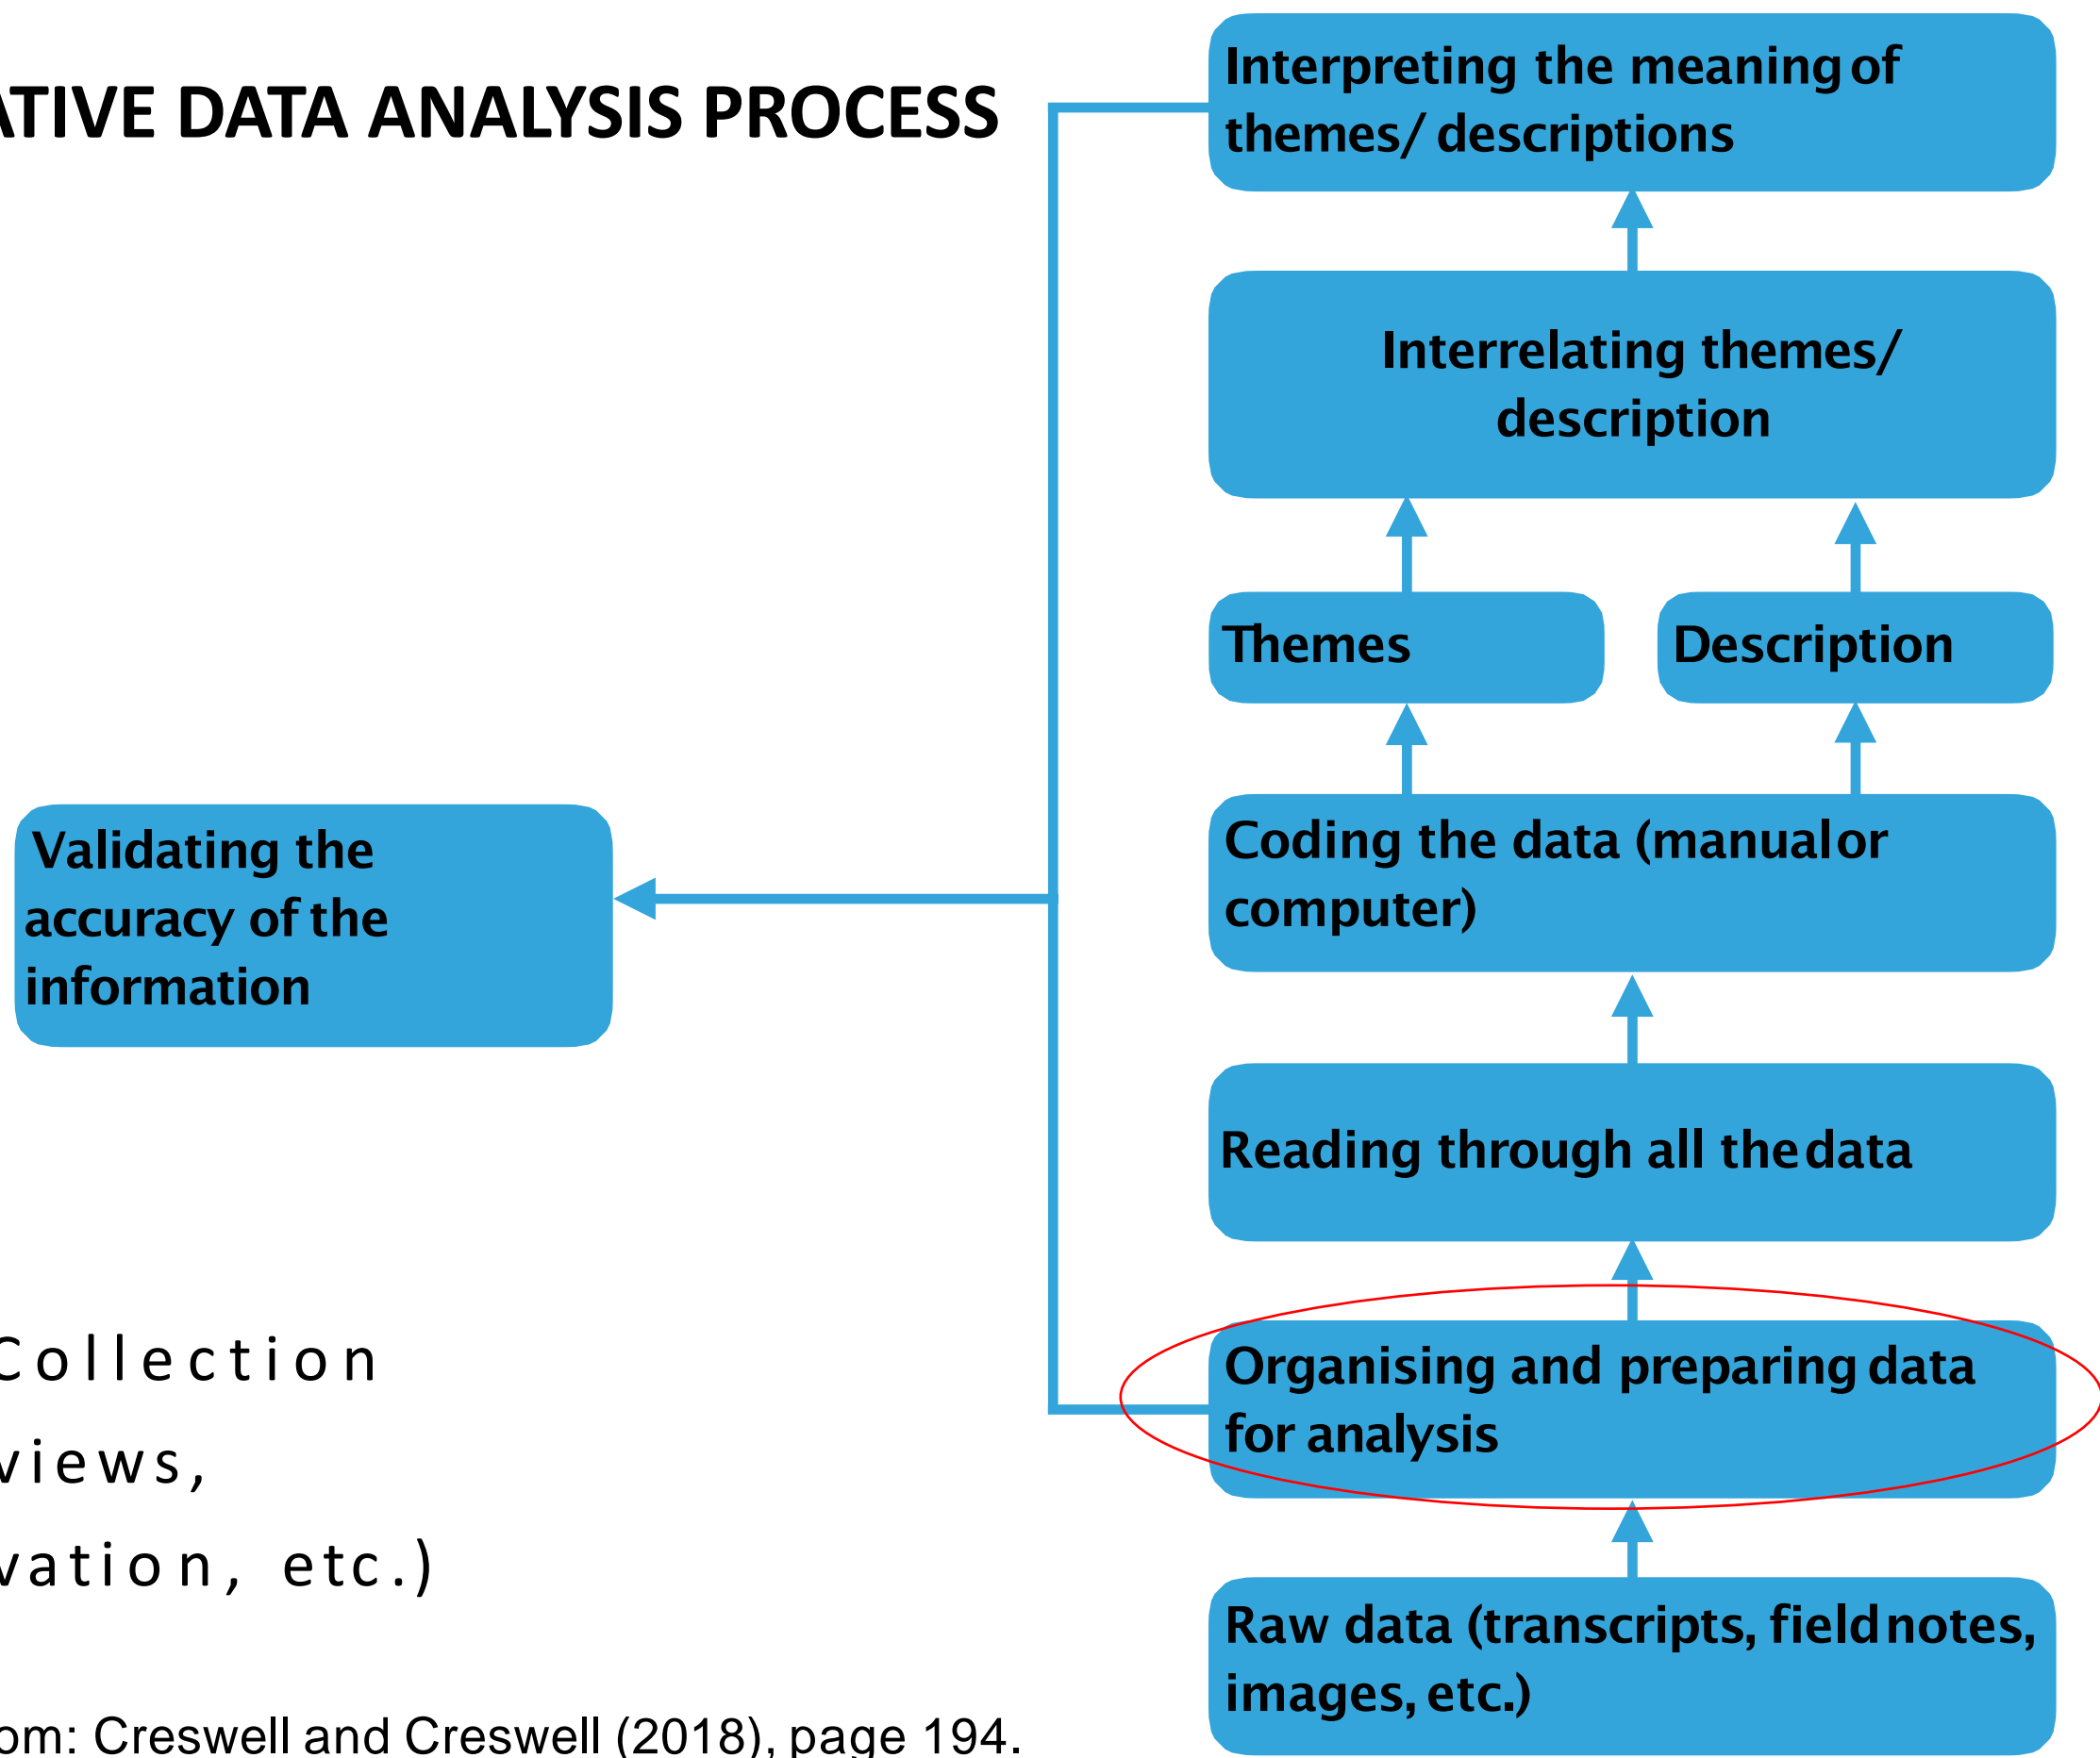 ATIVE DATA ANALYSIS PROCESS
Interpreting the meaning of
themes/ descriptions
Interrelating themes/
description
Themes
Description
Validating the
accuracy of the
information
Coding the data (manual or
computer)
Reading through all the data
Organising and preparing data
for analysis
Collection
views,
vation, etc.)
Raw data (transcripts, field notes,
images, etc.)
om: Creswell and Creswell (2018), page 194.